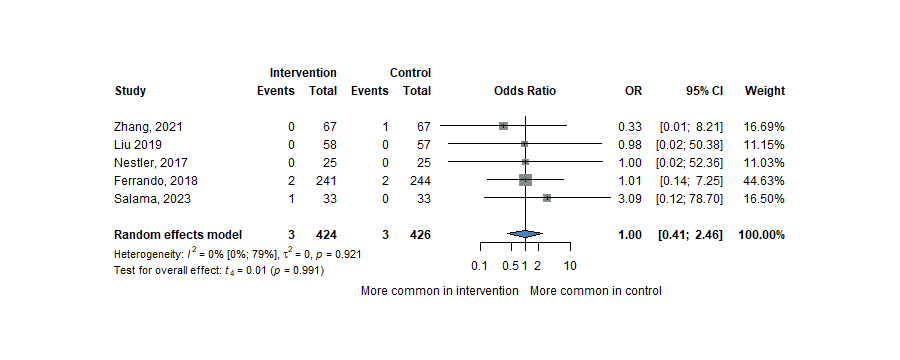 Intervention Control
Study Events Total Events Total Odds Ratio OR 95% CI Weight
Zhang, 2021 0 67 1 67 0.33 [0.01; 8.21] 16.69%
Liu 2019 0 58 0 57 0.98 [0.02; 50.38] 11.15%
Nestler, 2017 0 25 0 25 1.00 [0.02; 52.36] 11.03%
Ferrando, 2018 2 241 2 244 1.01 [0.14; 7.25] 44.63%
Salama, 2023 1 33 0 33 3.09 [0.12; 78.70] 16.50%
Random effects model 3 424 3 426 1.00 [0.41; 2.46] 100.00%
Heterogeneity: I² = 0% [0%; 79%], τ² = 0, p = 0.921
Test for overall effect: t₄ = 0.01 (p = 0.991)
0.1 0.5 1 2 10
More common in intervention More common in control